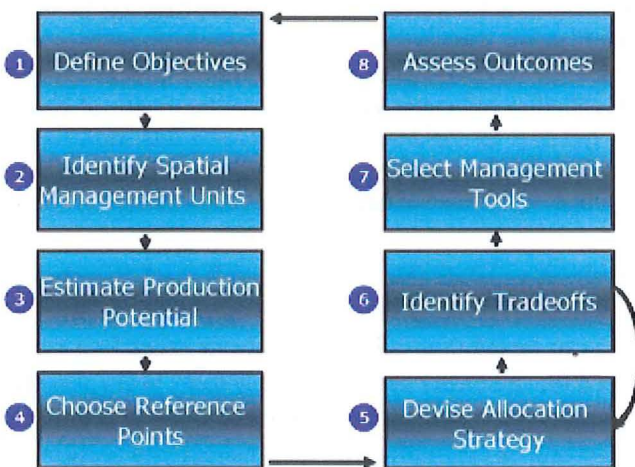 1
Define Objectives
2
Identify Spatial
Management Units
3
Estimate Production
Potential
4
Choose Reference
Points
5
Devise Allocation
Strategy
6
Identify Tradeoffs
7
Select Management
Tools
8
Assess Outcomes